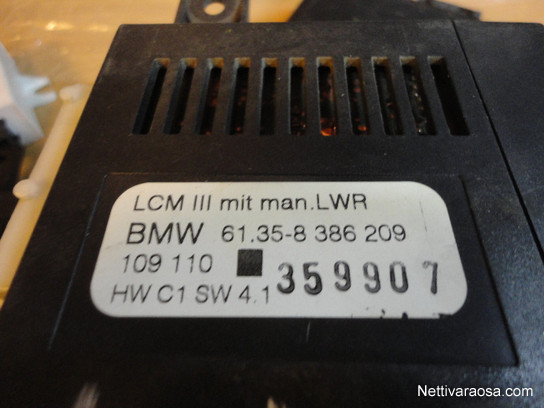 LCM III mit man.LWR
BMW 61.35-8 386 209
109 110
359907
HW C1 SW 4.1
Nettivaraosa.com